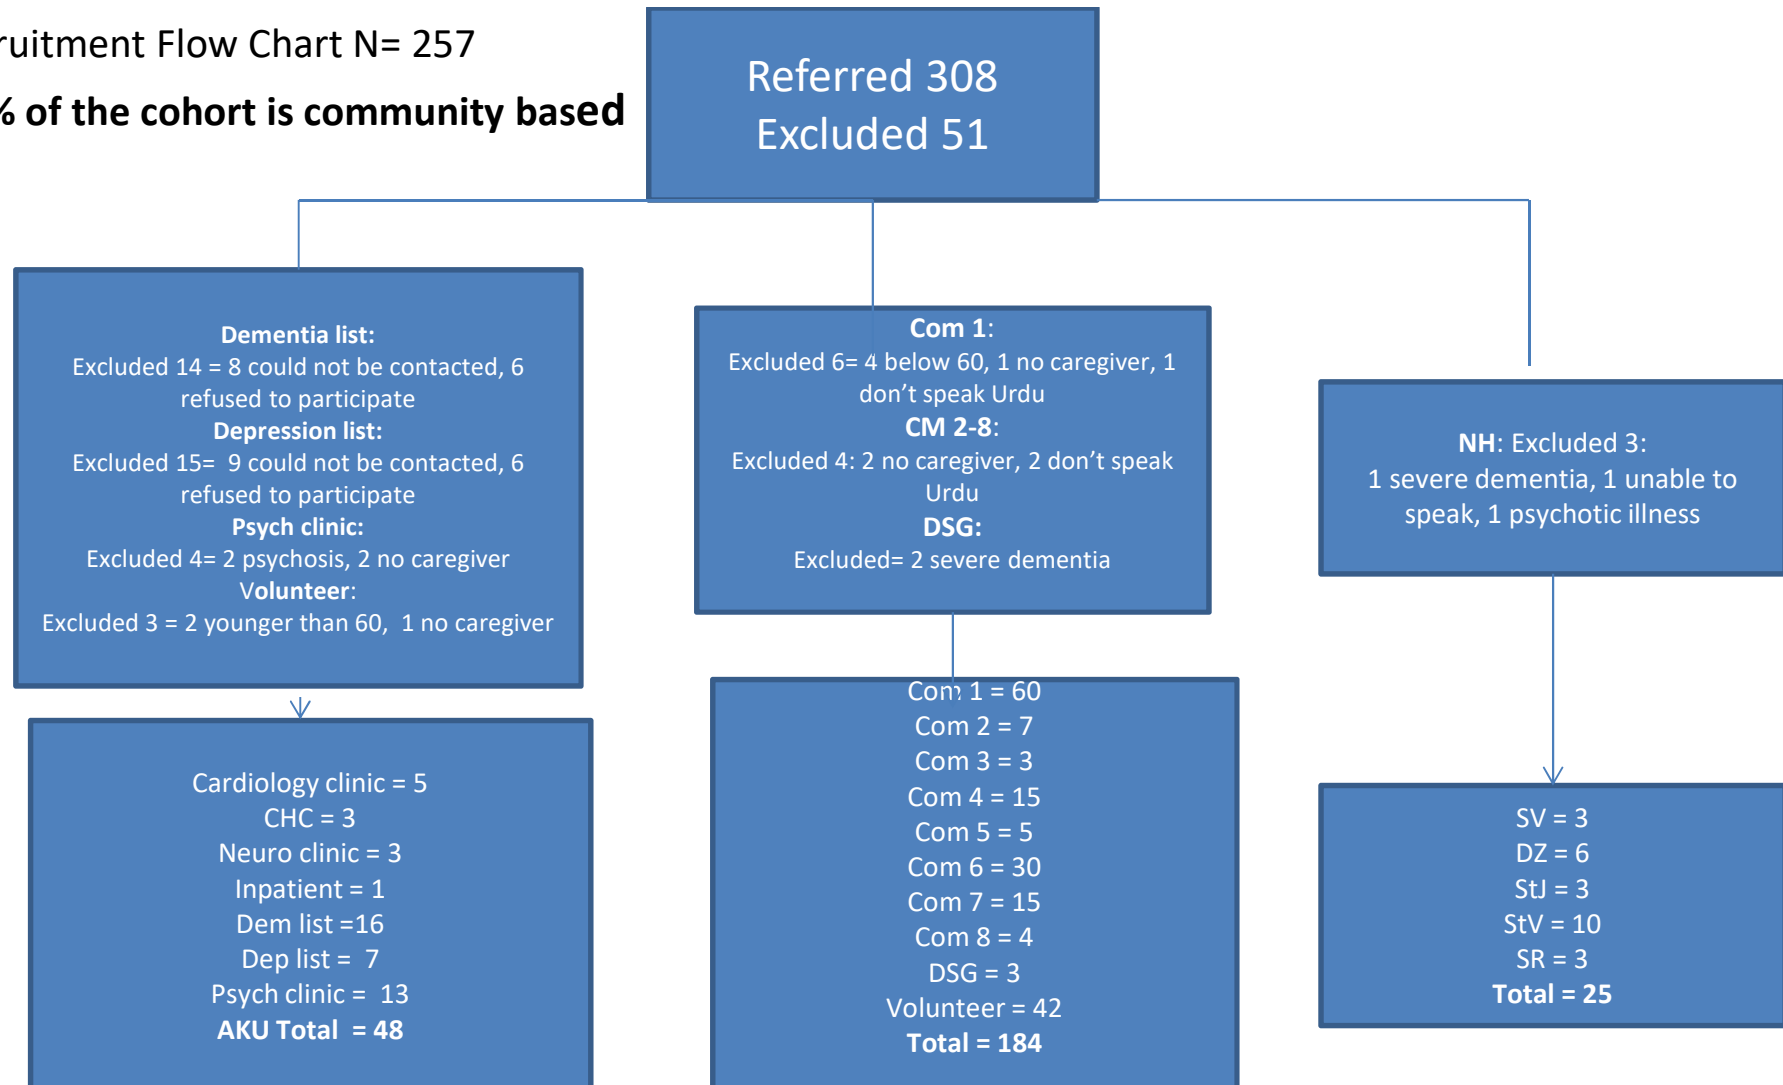 ruitment Flow Chart N= 257
% of the cohort is community based
Referred 308
Excluded 51
Dementia list:
Excluded 14 = 8 could not be contacted, 6
refused to participate
Depression list:
Excluded 15=  9 could not be contacted, 6
refused to participate
Psych clinic:
Excluded 4= 2 psychosis, 2 no caregiver
Volunteer:
Excluded 3 = 2 younger than 60,  1 no caregiver
Com 1:
Excluded 6= 4 below 60, 1 no caregiver, 1
don’t speak Urdu
CM 2-8:
Excluded 4: 2 no caregiver, 2 don’t speak
Urdu
DSG:
Excluded= 2 severe dementia
NH: Excluded 3:
1 severe dementia, 1 unable to
speak, 1 psychotic illness
Cardiology clinic = 5
CHC = 3
Neuro clinic = 3
Inpatient = 1
Dem list =16
Dep list =  7
Psych clinic =  13
AKU Total  = 48
Com 1 = 60
Com 2 = 7
Com 3 = 3
Com 4 = 15
Com 5 = 5
Com 6 = 30
Com 7 = 15
Com 8 = 4
DSG = 3
Volunteer = 42
Total = 184
SV = 3
DZ = 6
StJ = 3
StV = 10
SR = 3
Total = 25